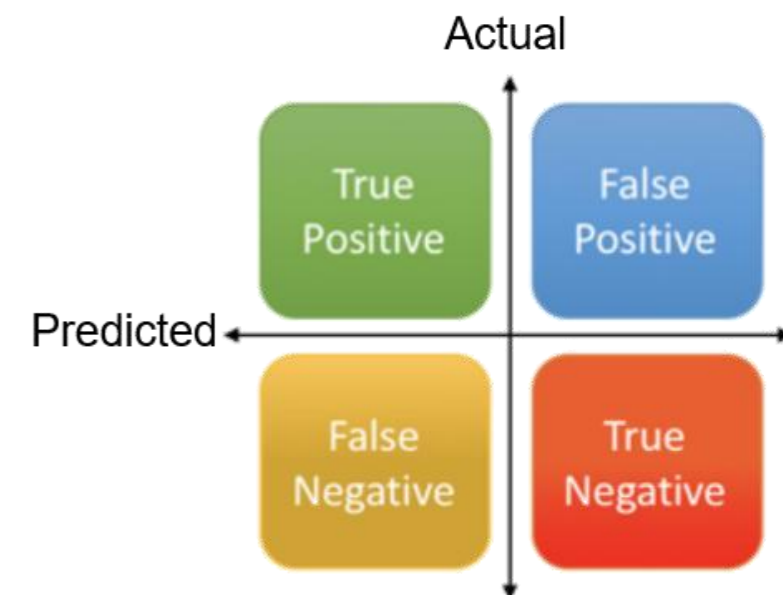 Actual
True
Positive
False
Positive
Predicted
False
Negative
True
Negative